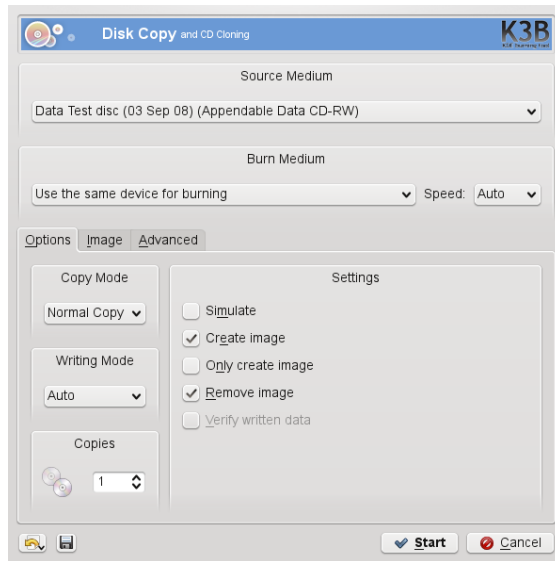 Disk Copy and CD Cloning
K3B
Source Medium
Data Test disc (03 Sep 08) (Appendable Data CD-RW)
Burn Medium
Use the same device for burning
Speed: Auto
Options Image Advanced
Copy Mode
Normal Copy
Writing Mode
Auto
Copies
1
Settings
Simulate
Create image
Only create image
Remove image
Verify written data
Start
Cancel